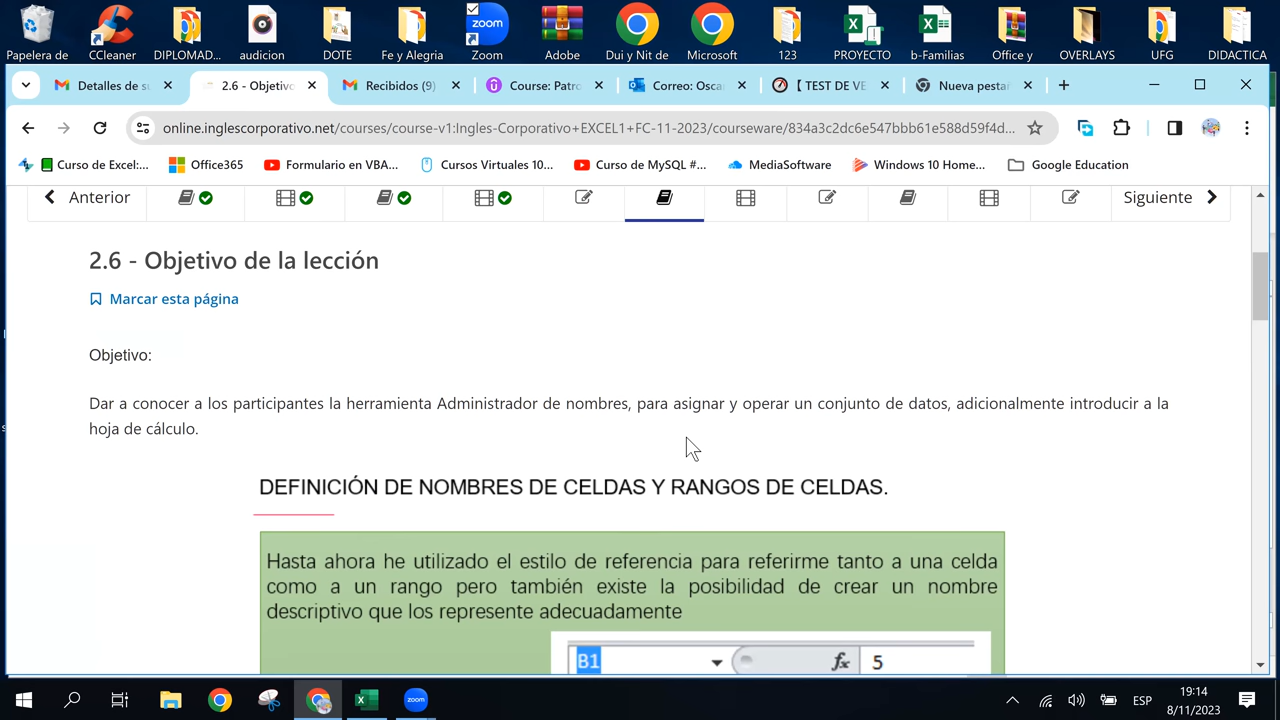 Papelera de
CCleaner
DIPLOMAD...
audicion
DOTE
Fe y Alegria
zoom
Zoom
Adobe
Dui y Nit de
Microsoft
123
PROYECTO
b-Familias
Office y
OVERLAYS
UFG
DIDACTICA
Detalles de su
2.6 - Objetivo
Recibidos (9)
Course: Patro
Correo: Osca
【 TEST DE VE
Nueva pestañ
online.inglescorporativo.net/courses/course-v1:Ingles-Corporativo+EXCEL1+FC-11-2023/courseware/834a3c2dc6e547bbb61e588d59f4d...
Curso de Excel:...
Office365
Formulario en VBA...
Cursos Virtuales 10...
Curso de MySQL #...
MediaSoftware
Windows 10 Home...
Google Education
Anterior
Siguiente
2.6 - Objetivo de la lección
Marcar esta página
Objetivo:
Dar a conocer a los participantes la herramienta Administrador de nombres, para asignar y operar un conjunto de datos, adicionalmente introducir a la
hoja de cálculo.
DEFINICIÓN DE NOMBRES DE CELDAS Y RANGOS DE CELDAS.
Hasta ahora he utilizado el estilo de referencia para referirme tanto a una celda
como a un rango pero también existe la posibilidad de crear un nombre
descriptivo que los represente adecuadamente
B1
fx
5
zoom
ESP
19:14
8/11/2023